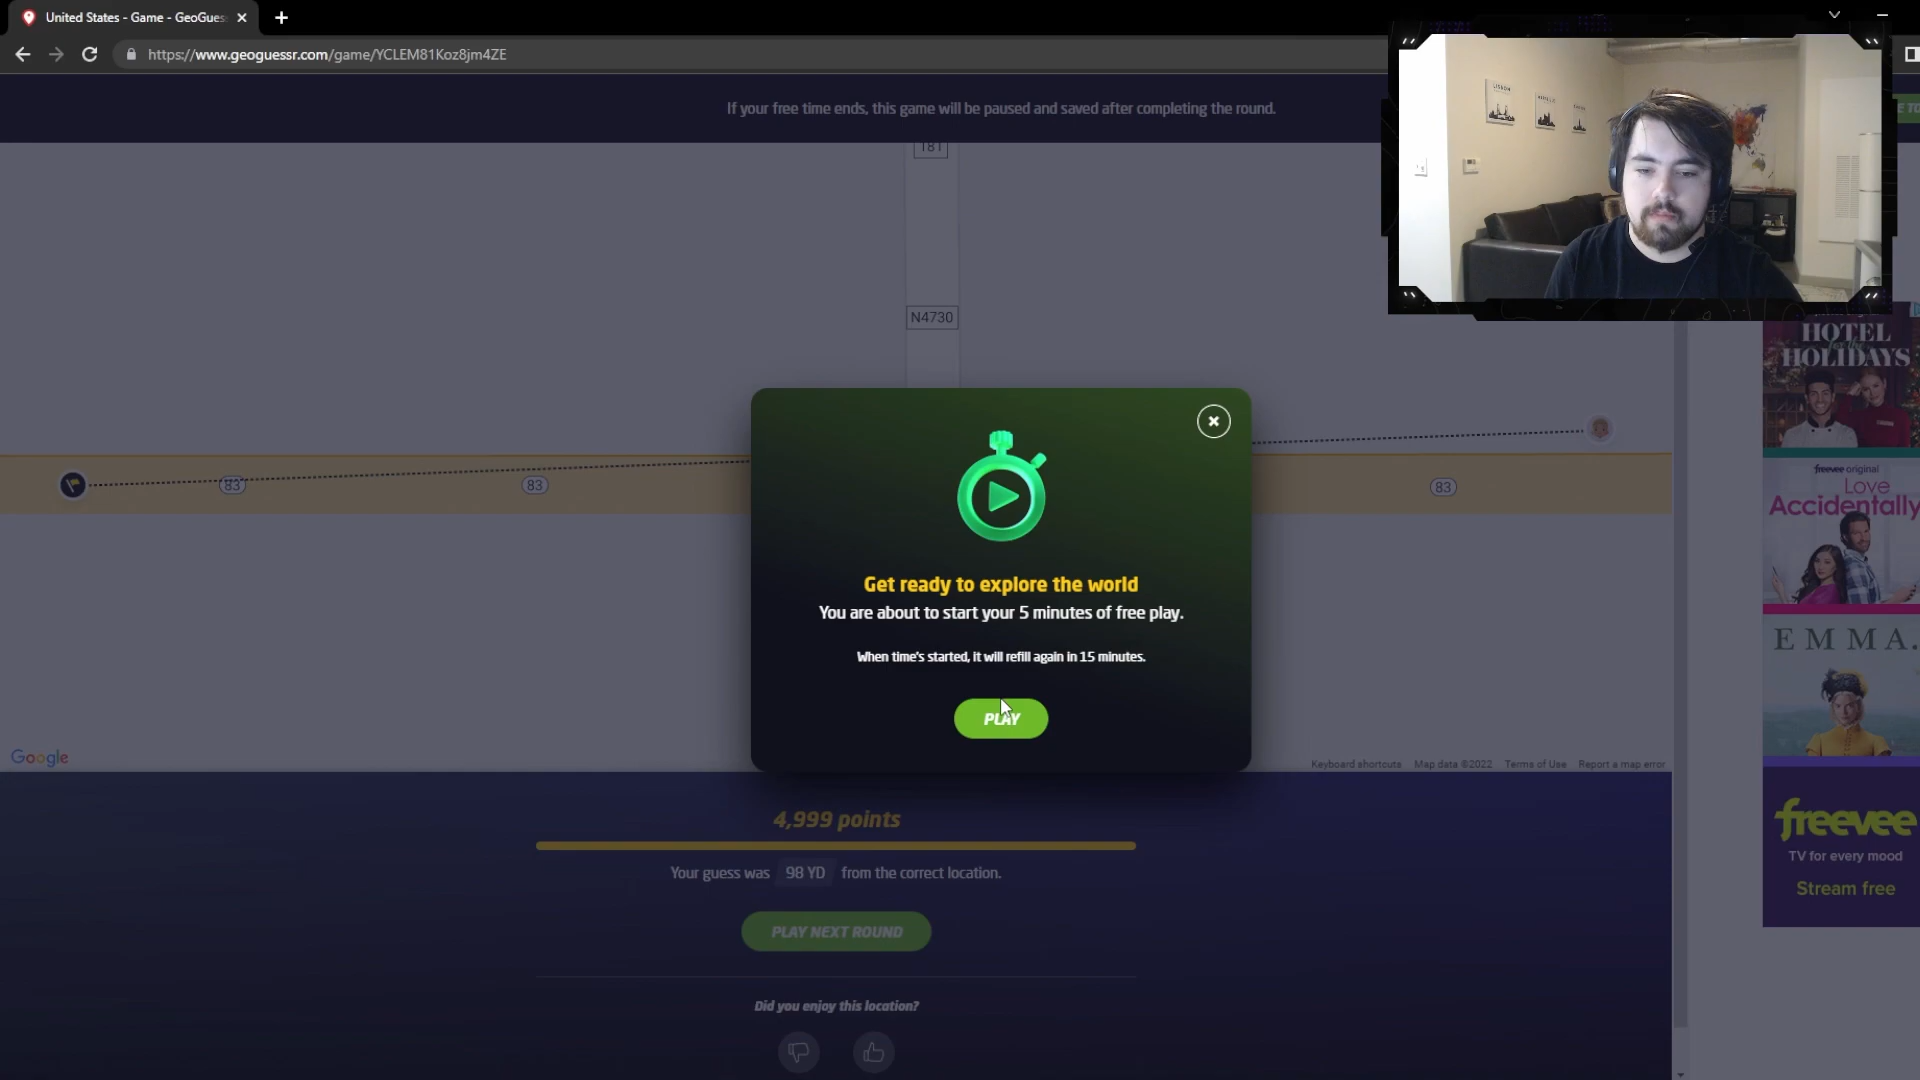 United States - Game - GeoGues
https://www.geoguessr.com/game/YCLEM81Koz8jm4ZE
If your free time ends, this game will be paused and saved after completing the round.
E TO
181
N4730
83
83
83
Get ready to explore the world
You are about to start your 5 minutes of free play.
When time's started, it will refill again in 15 minutes.
PLAY
Google
Keyboard shortcuts
Map data ©2022
Terms of Use
Report a map error
4,999 points
Your guess was 98 YD from the correct location.
PLAY NEXT ROUND
Did you enjoy this location?
LISBON
HOTEL
for the
HOLIDAYS
freevee original
Love
Accidentally
EMMA.
freevee
TV for every mood
Stream free